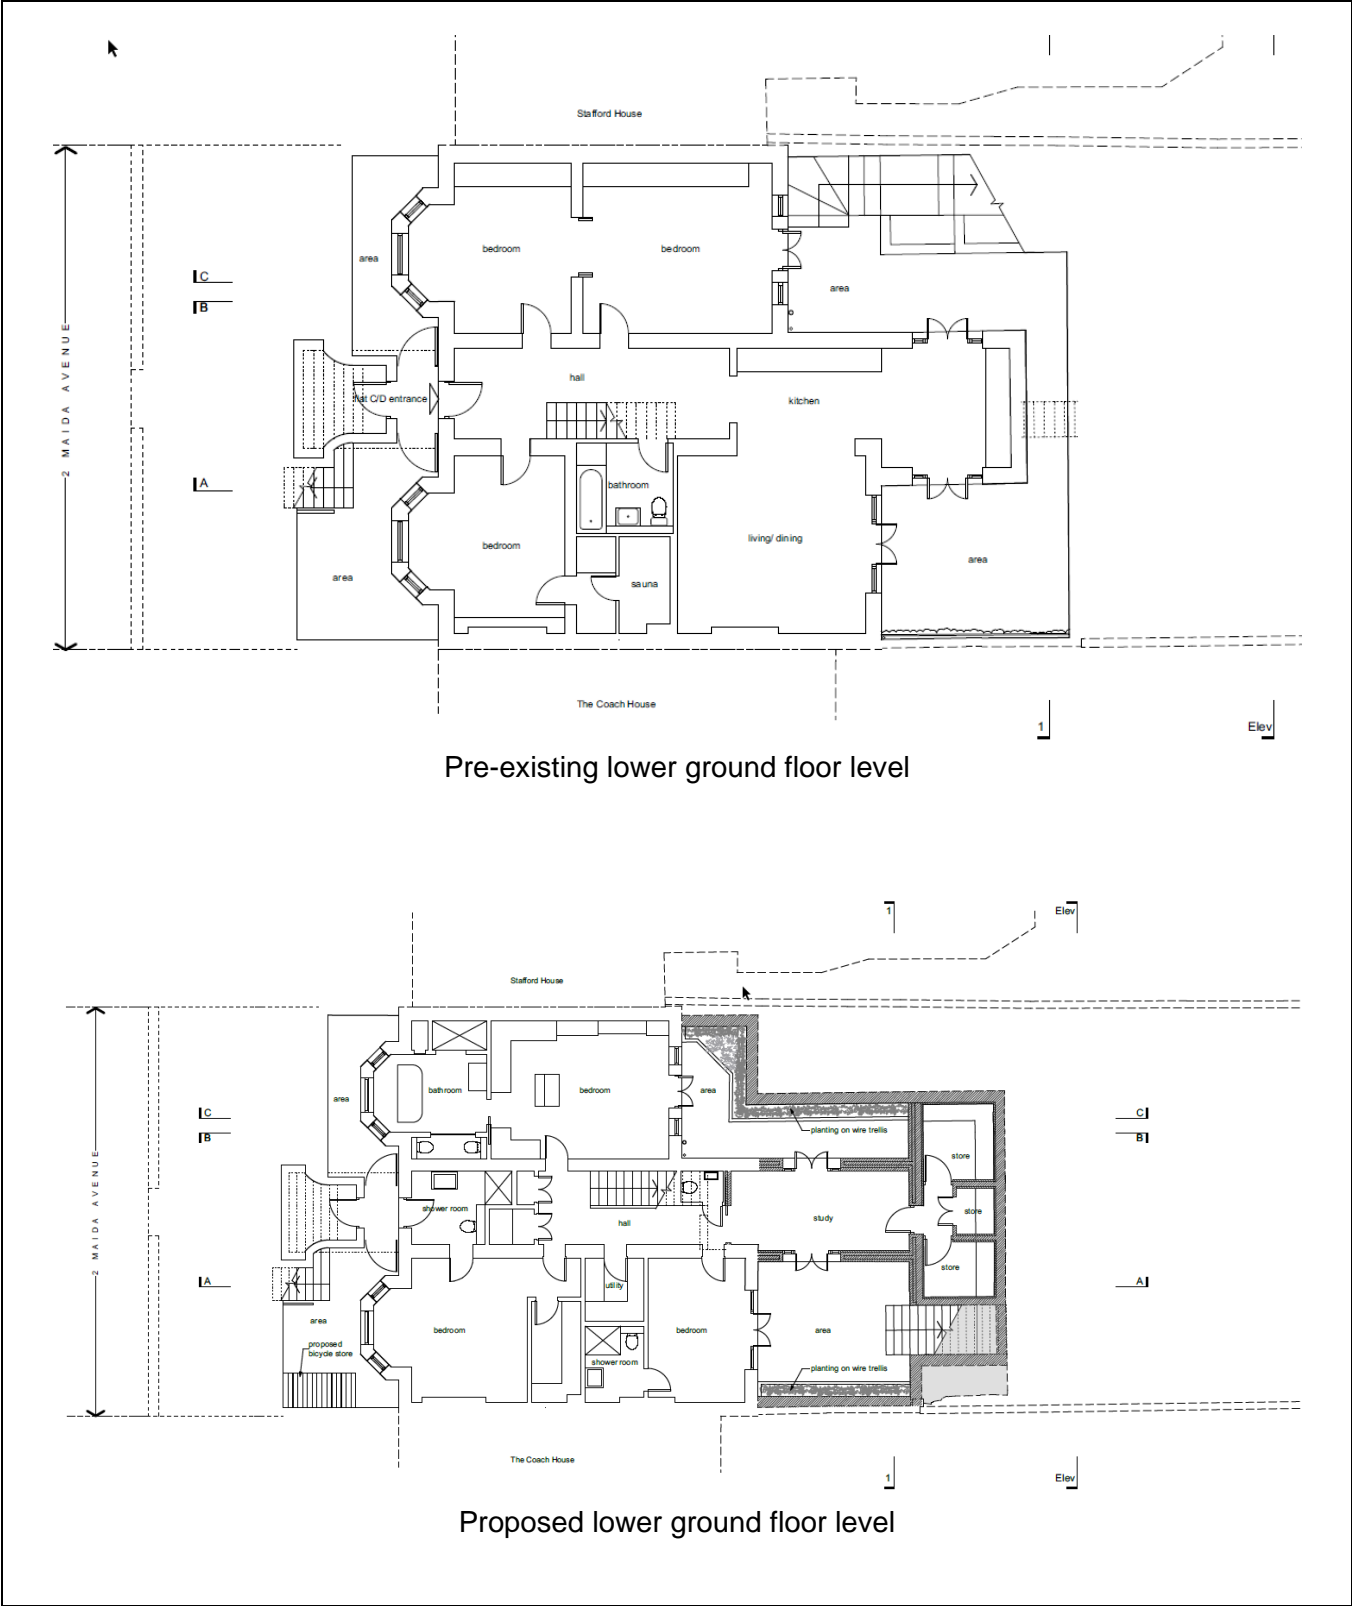 Stafford House
bedroom
bedroom
area
area
C
B
2 MAIDA AVENUE
hall
flat C/D entrance
kitchen
A
bathroom
living/ dining
bedroom
area
area
sauna
The Coach House
1
Elev
Pre-existing lower ground floor level
1
Elev
Stafford House
bathroom
bedroom
area
area
planting on wire trellis
C
C
B
B
store
2 MAIDA AVENUE
shower room
hall
study
store
store
A
A
utility
area
proposed
bicycle store
bedroom
bedroom
area
shower room
planting on wire trellis
The Coach House
1
Elev
Proposed lower ground floor level